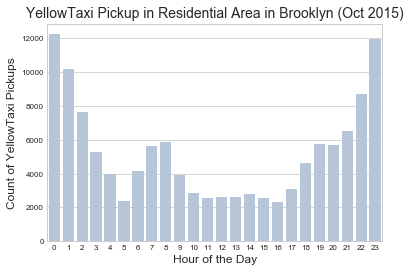 YellowTaxi Pickup in Residential Area in Brooklyn (Oct 2015)
Count of YellowTaxi Pickups
12000
10000
8000
6000
4000
2000
0
0 1 2 3 4 5 6 7 8 9 10 11 12 13 14 15 16 17 18 19 20 21 22 23
Hour of the Day